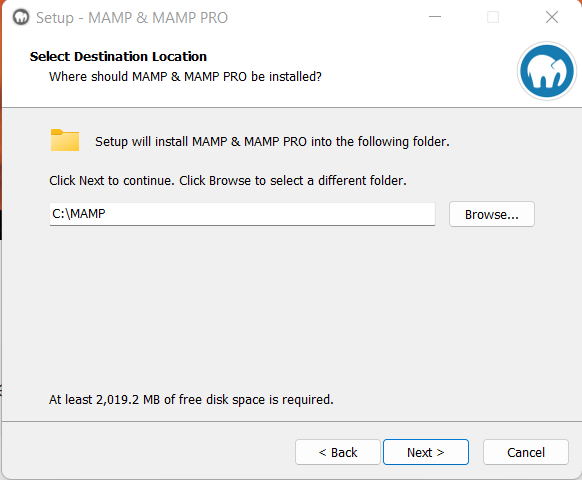 Setup - MAMP & MAMP PRO
Select Destination Location
Where should MAMP & MAMP PRO be installed?
Setup will install MAMP & MAMP PRO into the following folder.
Click Next to continue. Click Browse to select a different folder.
C:\MAMP
Browse...
At least 2,019.2 MB of free disk space is required.
< Back
Next >
Cancel